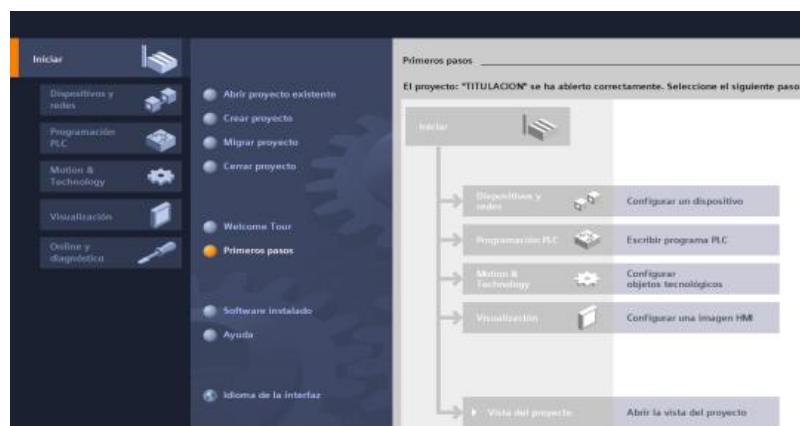 Iniciar
Dispositivos y
redes
Programación
PLC
Motion &
Technology
Visualización
Online y
diagnóstico
Abrir proyecto existente
Crear proyecto
Migrar proyecto
Cerrar proyecto
Welcome Tour
Primeros pasos
Software instalado
Ayuda
Idioma de la interfaz
Primeros pasos
El proyecto: "TITULACION" se ha abierto correctamente. Seleccione el siguiente paso
Iniciar
Dispositivos y
redes
Configurar un dispositivo
Programación PLC
Escribir programa PLC
Motion &
Technology
Configurar
objetos tecnológicos
Visualización
Configurar una imagen HMI
Vista del proyecto
Abrir la vista del proyecto